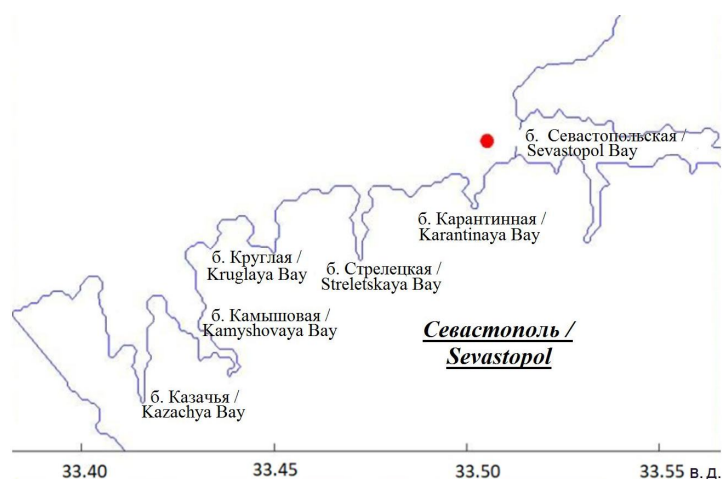 б. Севастопольская /
Sevastopol Bay
б. Карантинная /
Karantinaya Bay
б. Круглая /
Kruglaya Bay
б. Стрелецкая /
Streletskaya Bay
б. Камышовая /
Kamyshovaya Bay
Севастополь /
Sevastopol
б. Казачья /
Kazachya Bay
33.40 33.45 33.50 33.55 в.д.